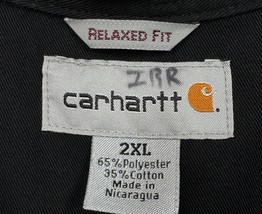 RELAXED FIT
IRR
carhartt
2XL
65% Polyester
35% Cotton
Made in
Nicaragua